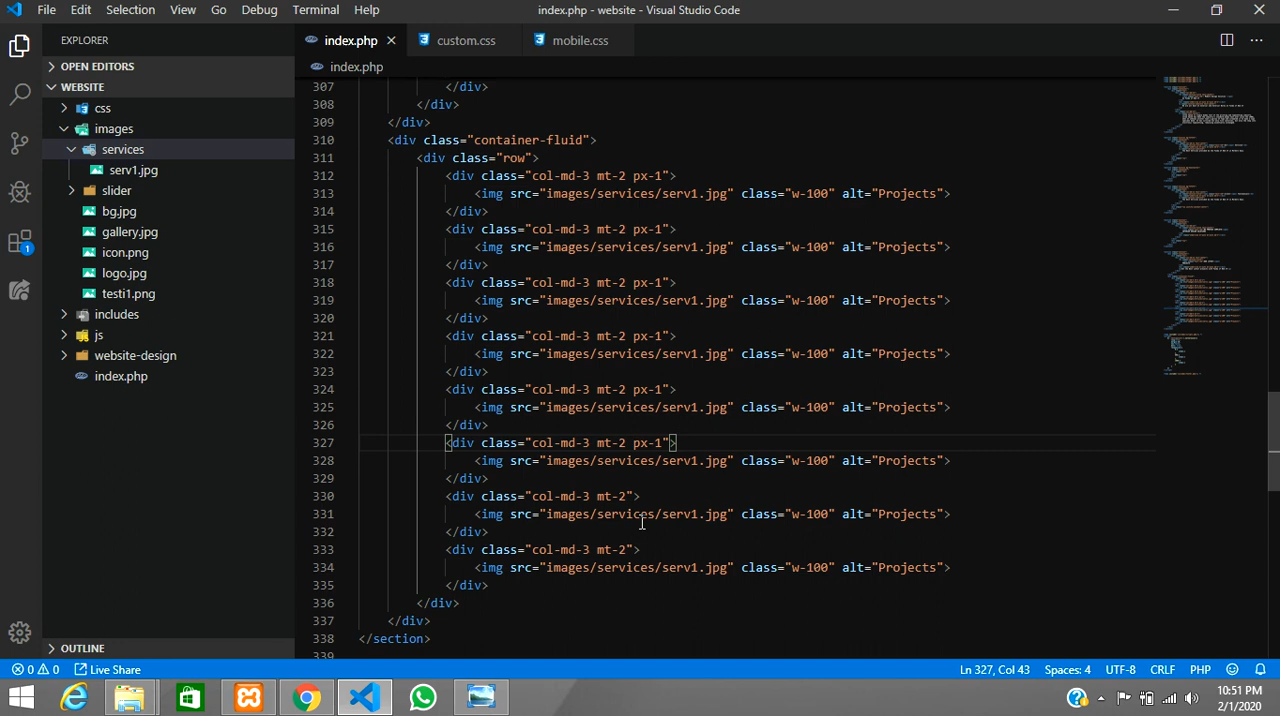 File Edit Selection View Go Debug Terminal Help index.php - website - Visual Studio Code
EXPLORER
OPEN EDITORS
WEBSITE
css
images
services
serv1.jpg
slider
bg.jpg
gallery.jpg
icon.png
logo.jpg
testi1.png
includes
js
website-design
index.php
OUTLINE
1
index.php custom.css mobile.css
index.php
307 </div>
308 </div>
309 </div>
310 <div class="container-fluid">
311 <div class="row">
312 <div class="col-md-3 mt-2 px-1">
313 <img src="images/services/serv1.jpg" class="w-100" alt="Projects">
314 </div>
315 <div class="col-md-3 mt-2 px-1">
316 <img src="images/services/serv1.jpg" class="w-100" alt="Projects">
317 </div>
318 <div class="col-md-3 mt-2 px-1">
319 <img src="images/services/serv1.jpg" class="w-100" alt="Projects">
320 </div>
321 <div class="col-md-3 mt-2 px-1">
322 <img src="images/services/serv1.jpg" class="w-100" alt="Projects">
323 </div>
324 <div class="col-md-3 mt-2 px-1">
325 <img src="images/services/serv1.jpg" class="w-100" alt="Projects">
326 </div>
327 <div class="col-md-3 mt-2 px-1">
328 <img src="images/services/serv1.jpg" class="w-100" alt="Projects">
329 </div>
330 <div class="col-md-3 mt-2">
331 <img src="images/services/serv1.jpg" class="w-100" alt="Projects">
332 </div>
333 <div class="col-md-3 mt-2">
334 <img src="images/services/serv1.jpg" class="w-100" alt="Projects">
335 </div>
336 </div>
337 </div>
338 </section>
339
0 0 Live Share Ln 327, Col 43 Spaces: 4 UTF-8 CRLF PHP
10:51 PM
2/1/2020